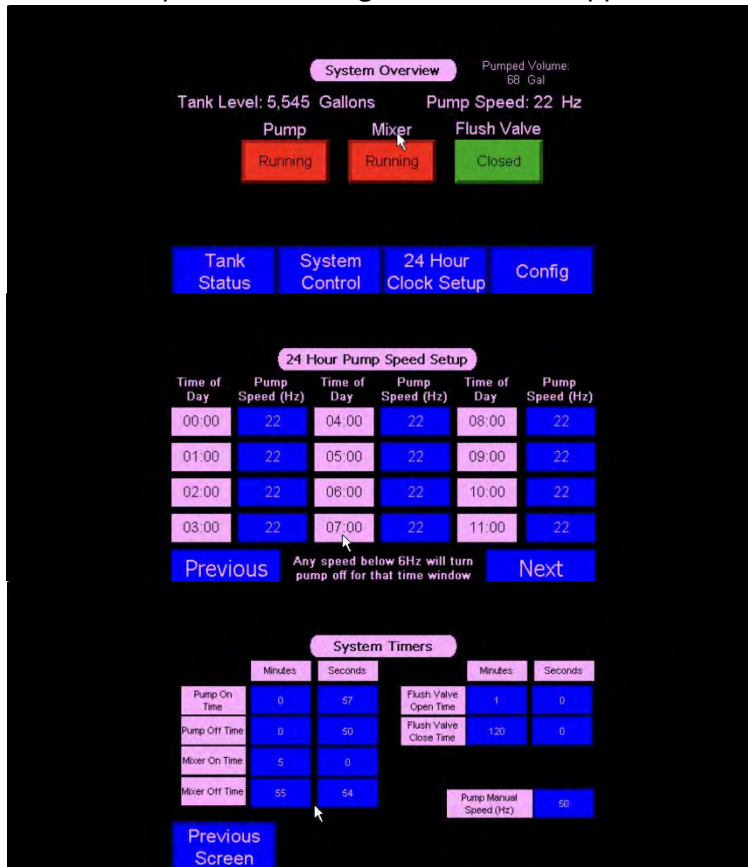 System Overview
Pumped Volume:
68 Gal
Tank Level: 5,545 Gallons Pump Speed: 22 Hz
Pump Mixer Flush Valve
Running Running Closed
Tank Status System Control 24 Hour Clock Setup Config
24 Hour Pump Speed Setup
Time of Day Pump Speed (Hz) Time of Day Pump Speed (Hz) Time of Day Pump Speed (Hz)
00:00 22 04:00 22 08:00 22
01:00 22 05:00 22 09:00 22
02:00 22 06:00 22 10:00 22
03:00 22 07:00 22 11:00 22
Previous Any speed below 6Hz will turn pump off for that time window Next
System Timers
Minutes Seconds Minutes Seconds
Pump On Time 0 57 Flush Valve Open Time 1 0
Pump Off Time 0 50 Flush Valve Close Time 120 0
Mixer On Time 5 0
Mixer Off Time 55 54 Pump Manual Speed (Hz) 50
Previous Screen